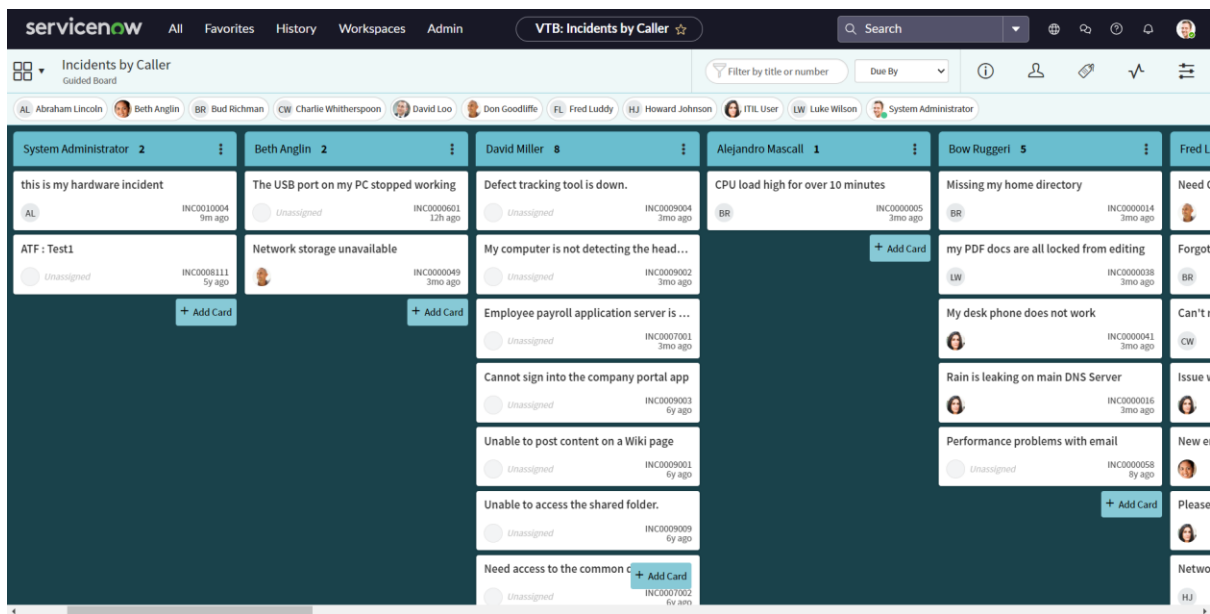 servicenow All Favorites History Workspaces Admin VTB: Incidents by Caller Search
Incidents by Caller
Guided Board
Filter by title or number
Due By
AL Abraham Lincoln Beth Anglin BR Bud Richman CW Charlie Whitherspoon David Loo Don Goodliffe FL Fred Luddy HJ Howard Johnson ITIL User LW Luke Wilson System Administrator
System Administrator 2
this is my hardware incident
AL
INC0010004
9m ago
ATF : Test1
Unassigned
INC0008111
5y ago
+ Add Card
Beth Anglin 2
The USB port on my PC stopped working
Unassigned
INC0000601
12h ago
Network storage unavailable
INC0000049
3mo ago
+ Add Card
David Miller 8
Defect tracking tool is down.
Unassigned
INC0009004
3mo ago
My computer is not detecting the head...
Unassigned
INC0009002
3mo ago
Employee payroll application server is ...
Unassigned
INC0007001
3mo ago
Cannot sign into the company portal app
Unassigned
INC0009003
6y ago
Unable to post content on a Wiki page
Unassigned
INC0009001
6y ago
Unable to access the shared folder.
Unassigned
INC0009009
6y ago
Need access to the common
+ Add Card
Unassigned
INC0007002
6y ago
Alejandro Mascall 1
CPU load high for over 10 minutes
BR
INC0000005
3mo ago
+ Add Card
Bow Ruggeri 5
Missing my home directory
BR
INC0000014
3mo ago
my PDF docs are all locked from editing
LW
INC0000038
3mo ago
My desk phone does not work
INC0000041
3mo ago
Rain is leaking on main DNS Server
INC0000016
3mo ago
Performance problems with email
Unassigned
INC0000058
8y ago
+ Add Card
Fred L
Need
Forgot
BR
Can't
CW
Issue
New
Please
Netwo
HJ